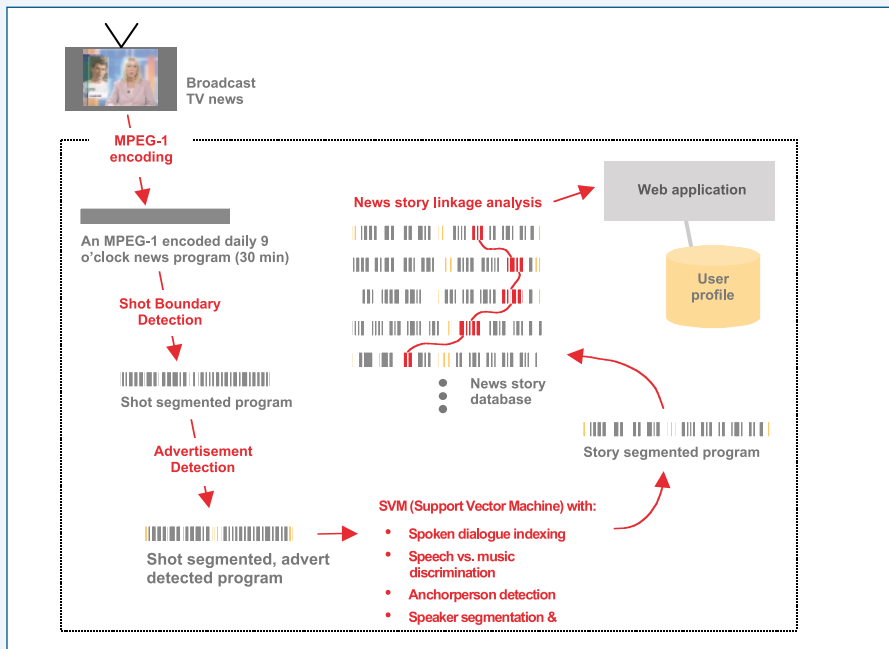 Broadcast
TV news
MPEG-1
encoding
An MPEG-1 encoded daily 9
o'clock news program (30 min)
Shot Boundary
Detection
Shot segmented program
Advertisement
Detection
Shot segmented, advert
detected program
SVM (Support Vector Machine) with:
• Spoken dialogue indexing
• Speech vs. music
discrimination
• Anchorperson detection
• Speaker segmentation &
Story segmented program
News story
database
News story linkage analysis
Web application
User
profile